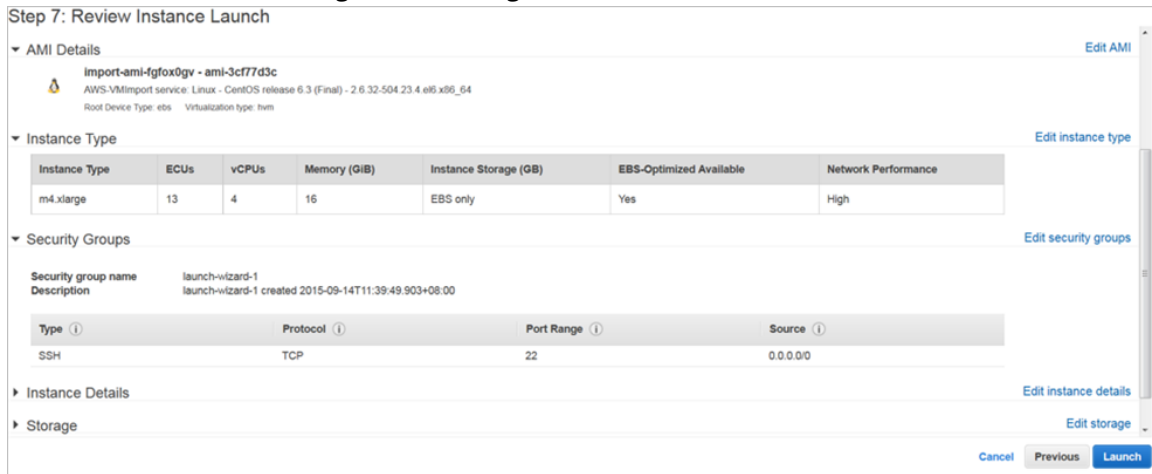 Step 7: Review Instance Launch
AMI Details
Edit AMI
import-ami-fgfox0gv - ami-3cf77d3c
AWS-VMImport service: Linux - CentOS release 6.3 (Final) - 2.6.32-504.23.4.el6.x86_64
Root Device Type: ebs Virtualization type: hvm
Instance Type
Edit instance type
Instance Type ECUs vCPUs Memory (GiB) Instance Storage (GB) EBS-Optimized Available Network Performance
m4.xlarge 13 4 16 EBS only Yes High
Security Groups
Edit security groups
Security group name launch-wizard-1
Description launch-wizard-1 created 2015-09-14T11:39:49.903+08:00
Type Protocol Port Range Source
SSH TCP 22 0.0.0.0/0
Instance Details
Edit instance details
Storage
Edit storage
Cancel Previous Launch